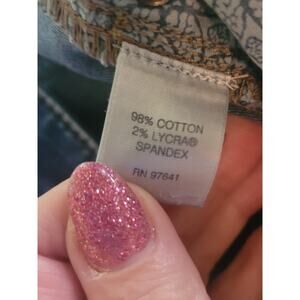 98% COTTON
2% LYCRA®
SPANDEX
RN 97641